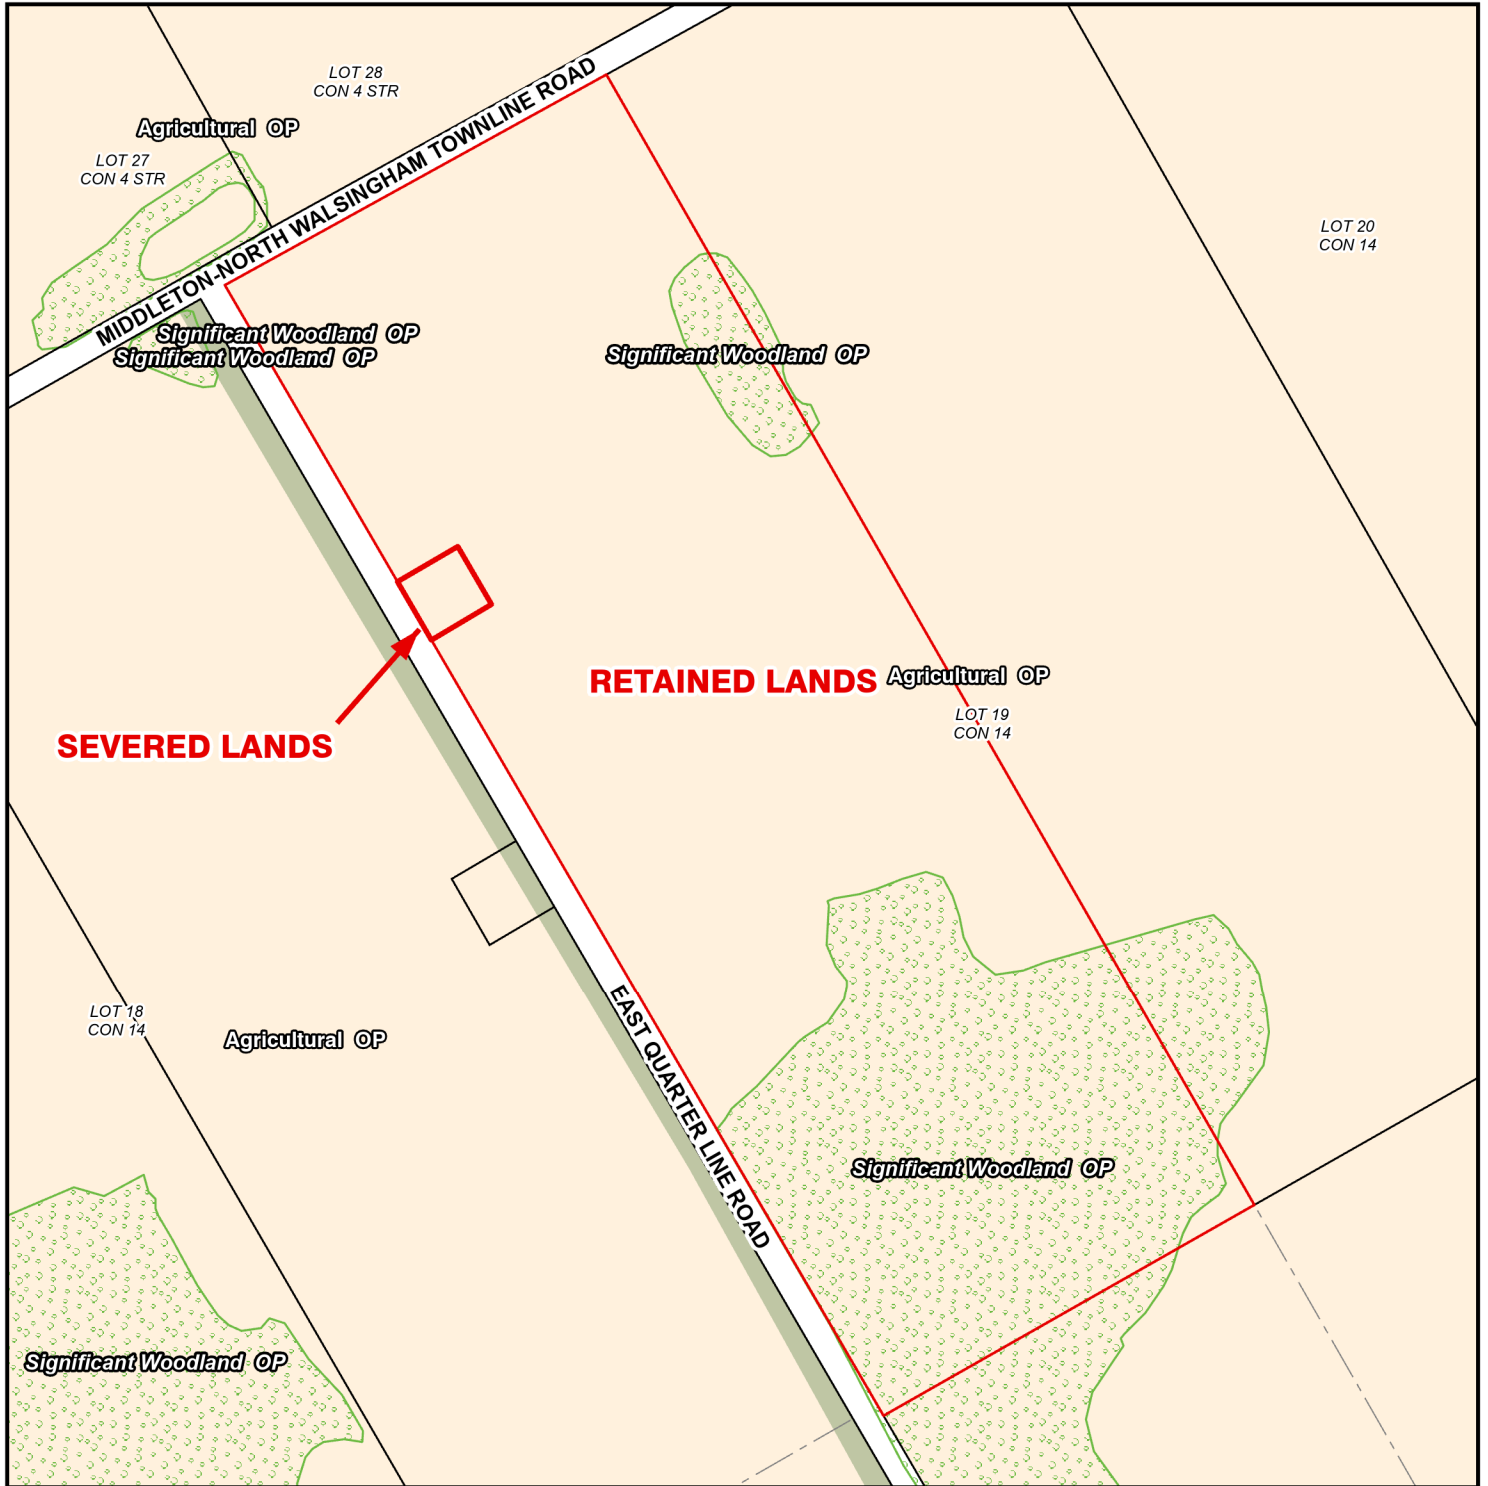 LOT 28
CON 4 STR
Agricultural OP
LOT 27
CON 4 STR
MIDDLETON-NORTH WALSINGHAM TOWNLINE ROAD
LOT 20
CON 14
Significant Woodland OP
Significant Woodland OP
Significant Woodland OP
RETAINED LANDS
Agricultural OP
LOT 19
CON 14
SEVERED LANDS
LOT 18
CON 14
Agricultural OP
EAST QUARTER LINE ROAD
Significant Woodland OP
Significant Woodland OP